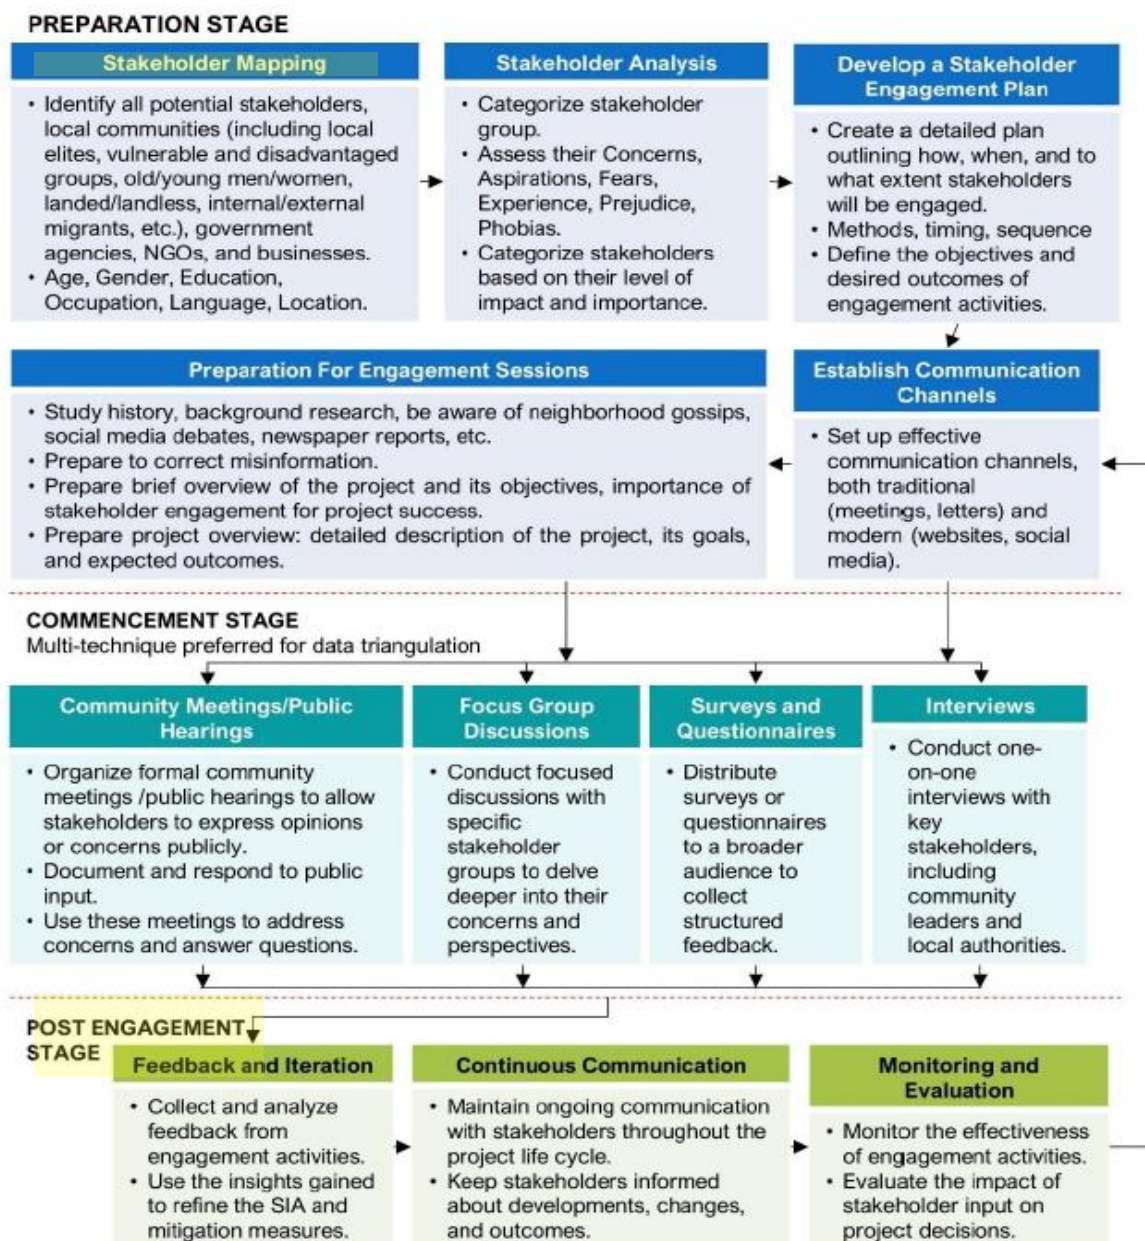 PREPARATION STAGE
Stakeholder Mapping
• Identify all potential stakeholders,
local communities (including local
elites, vulnerable and disadvantaged
groups, old/young men/women,
landed/landless, internal/external
migrants, etc.), government
agencies, NGOs, and businesses.
• Age, Gender, Education,
Occupation, Language, Location.
Stakeholder Analysis
• Categorize stakeholder
group.
• Assess their Concerns,
Aspirations, Fears,
Experience, Prejudice,
Phobias.
• Categorize stakeholders
based on their level of
impact and importance.
Develop a Stakeholder
Engagement Plan
• Create a detailed plan
outlining how, when, and to
what extent stakeholders
will be engaged.
• Methods, timing, sequence
• Define the objectives and
desired outcomes of
engagement activities.
Preparation For Engagement Sessions
• Study history, background research, be aware of neighborhood gossips,
social media debates, newspaper reports, etc.
• Prepare to correct misinformation.
• Prepare brief overview of the project and its objectives, importance of
stakeholder engagement for project success.
• Prepare project overview: detailed description of the project, its goals,
and expected outcomes.
Establish Communication
Channels
• Set up effective
communication channels,
both traditional
(meetings, letters) and
modern (websites, social
media).
COMMENCEMENT STAGE
Multi-technique preferred for data triangulation
Community Meetings/Public
Hearings
• Organize formal community
meetings /public hearings to allow
stakeholders to express opinions
or concerns publicly.
• Document and respond to public
input.
• Use these meetings to address
concerns and answer questions.
Focus Group
Discussions
• Conduct focused
discussions with
specific
stakeholder
groups to delve
deeper into their
concerns and
perspectives.
Surveys and
Questionnaires
• Distribute
surveys or
questionnaires
to a broader
audience to
collect
structured
feedback.
Interviews
• Conduct one-
on-one
interviews with
key
stakeholders,
including
community
leaders and
local authorities.
POST ENGAGEMENT
STAGE
Feedback and Iteration
• Collect and analyze
feedback from
engagement activities.
• Use the insights gained
to refine the SIA and
mitigation measures.
Continuous Communication
• Maintain ongoing communication
with stakeholders throughout the
project life cycle.
• Keep stakeholders informed
about developments, changes,
and outcomes.
Monitoring and
Evaluation
• Monitor the effectiveness
of engagement activities.
• Evaluate the impact of
stakeholder input on
project decisions.